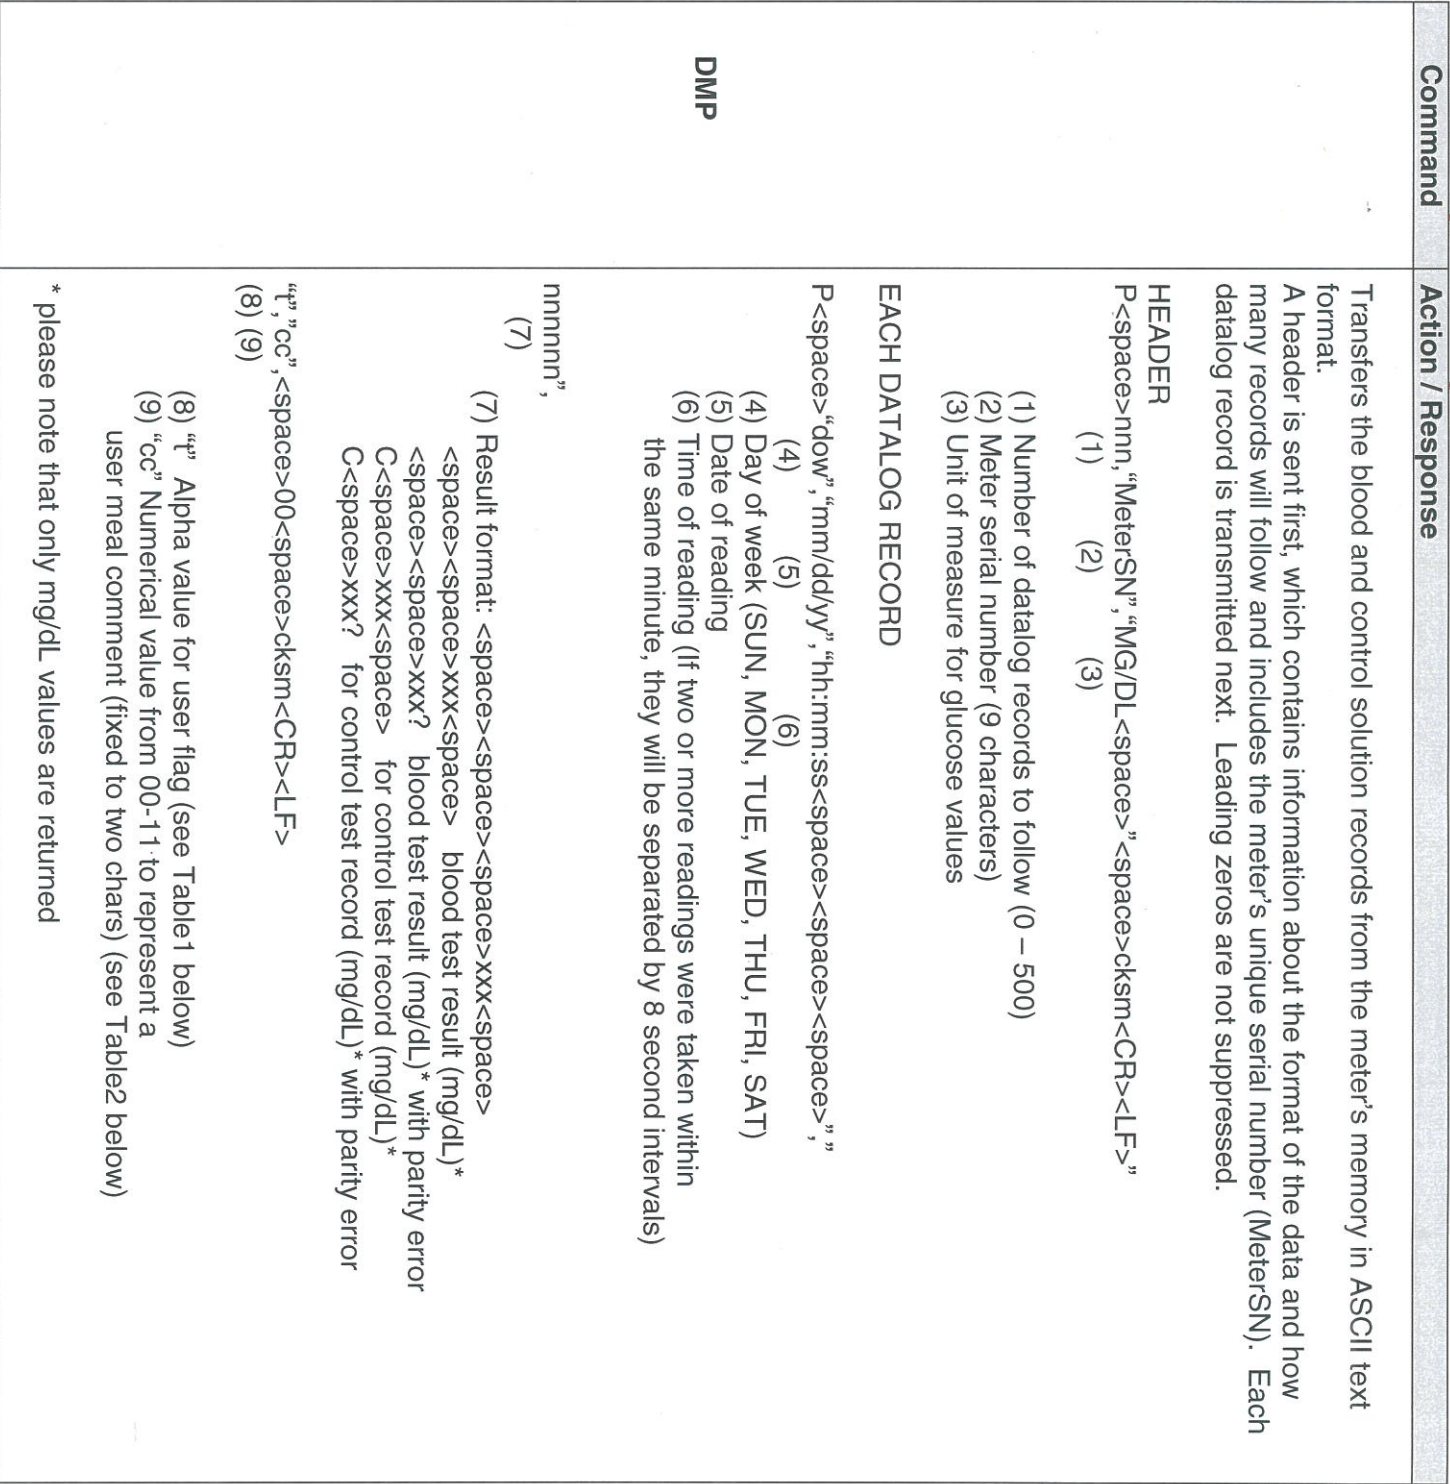 Command
Action / Response
DMP
Transfers the blood and control solution records from the meter's memory in ASCII text
format.
A header is sent first, which contains information about the format of the data and how
many records will follow and includes the meter's unique serial number (MeterSN). Each
datalog record is transmitted next. Leading zeros are not suppressed.
HEADER
P<space>nnn,“MeterSN”,“MG/DL<space>”<space>cksm<CR><LF>”
(1) (2) (3)
(1) Number of datalog records to follow (0 – 500)
(2) Meter serial number (9 characters)
(3) Unit of measure for glucose values
EACH DATALOG RECORD
P<space>“dow”,“mm/dd/yy”,“hh:mm:ss<space><space><space><space>”,”
(4) (5) (6)
(4) Day of week (SUN, MON, TUE, WED, THU, FRI, SAT)
(5) Date of reading
(6) Time of reading (If two or more readings were taken within
the same minute, they will be separated by 8 second intervals)
nnnnnn”,
(7)
(7) Result format: <space><space><space><space>xxx<space>
<space><space>xxx<space> blood test result (mg/dL)*
<space><space>xxx? blood test result (mg/dL)* with parity error
C<space>xxx<space> for control test record (mg/dL)*
C<space>xxx? for control test record (mg/dL)* with parity error
“t”,”cc”,<space>00<space>cksm<CR><LF>
(8) (9)
(8) “t” Alpha value for user flag (see Table1 below)
(9) “cc” Numerical value from 00-11 to represent a
user meal comment (fixed to two chars) (see Table2 below)
* please note that only mg/dL values are returned